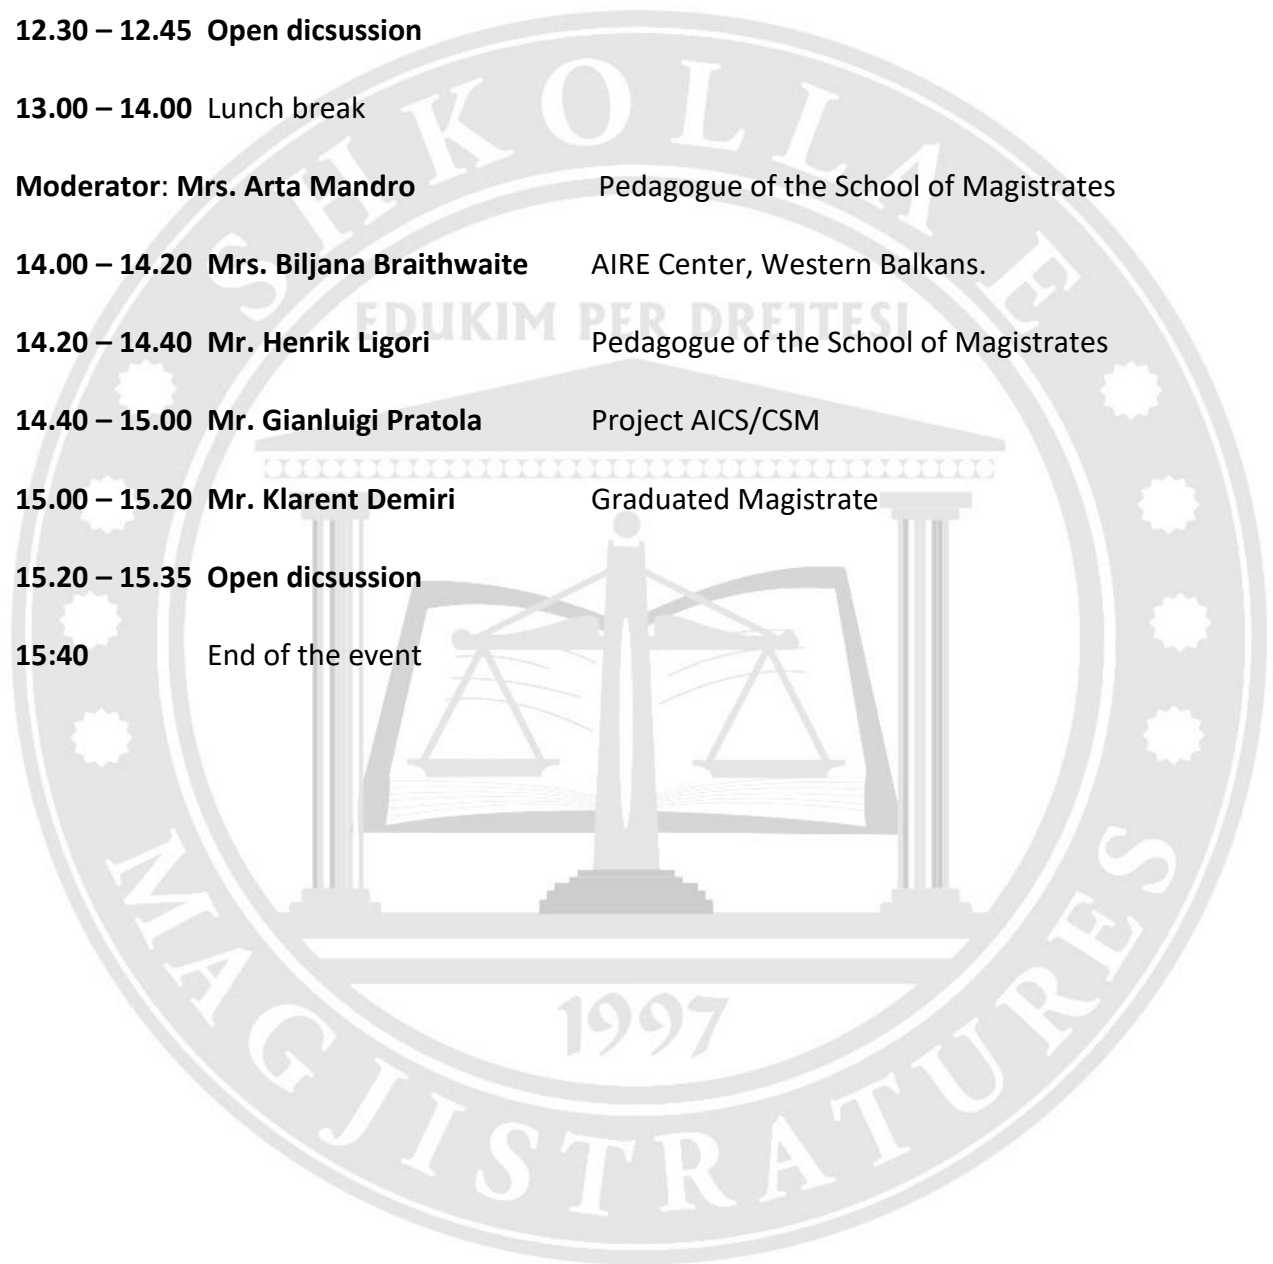 12.30 – 12.45 Open dicsussion
13.00 – 14.00 Lunch break
Moderator: Mrs. Arta Mandro Pedagogue of the School of Magistrates
14.00 – 14.20 Mrs. Biljana Braithwaite AIRE Center, Western Balkans.
14.20 – 14.40 Mr. Henrik Ligori Pedagogue of the School of Magistrates
14.40 – 15.00 Mr. Gianluigi Pratola Project AICS/CSM
15.00 – 15.20 Mr. Klarent Demiri Graduated Magistrate
15.20 – 15.35 Open dicsussion
15:40 End of the event
SHKOLLA E
EDUKIM PER DREJTESI
1997
MAGJISTRATURES